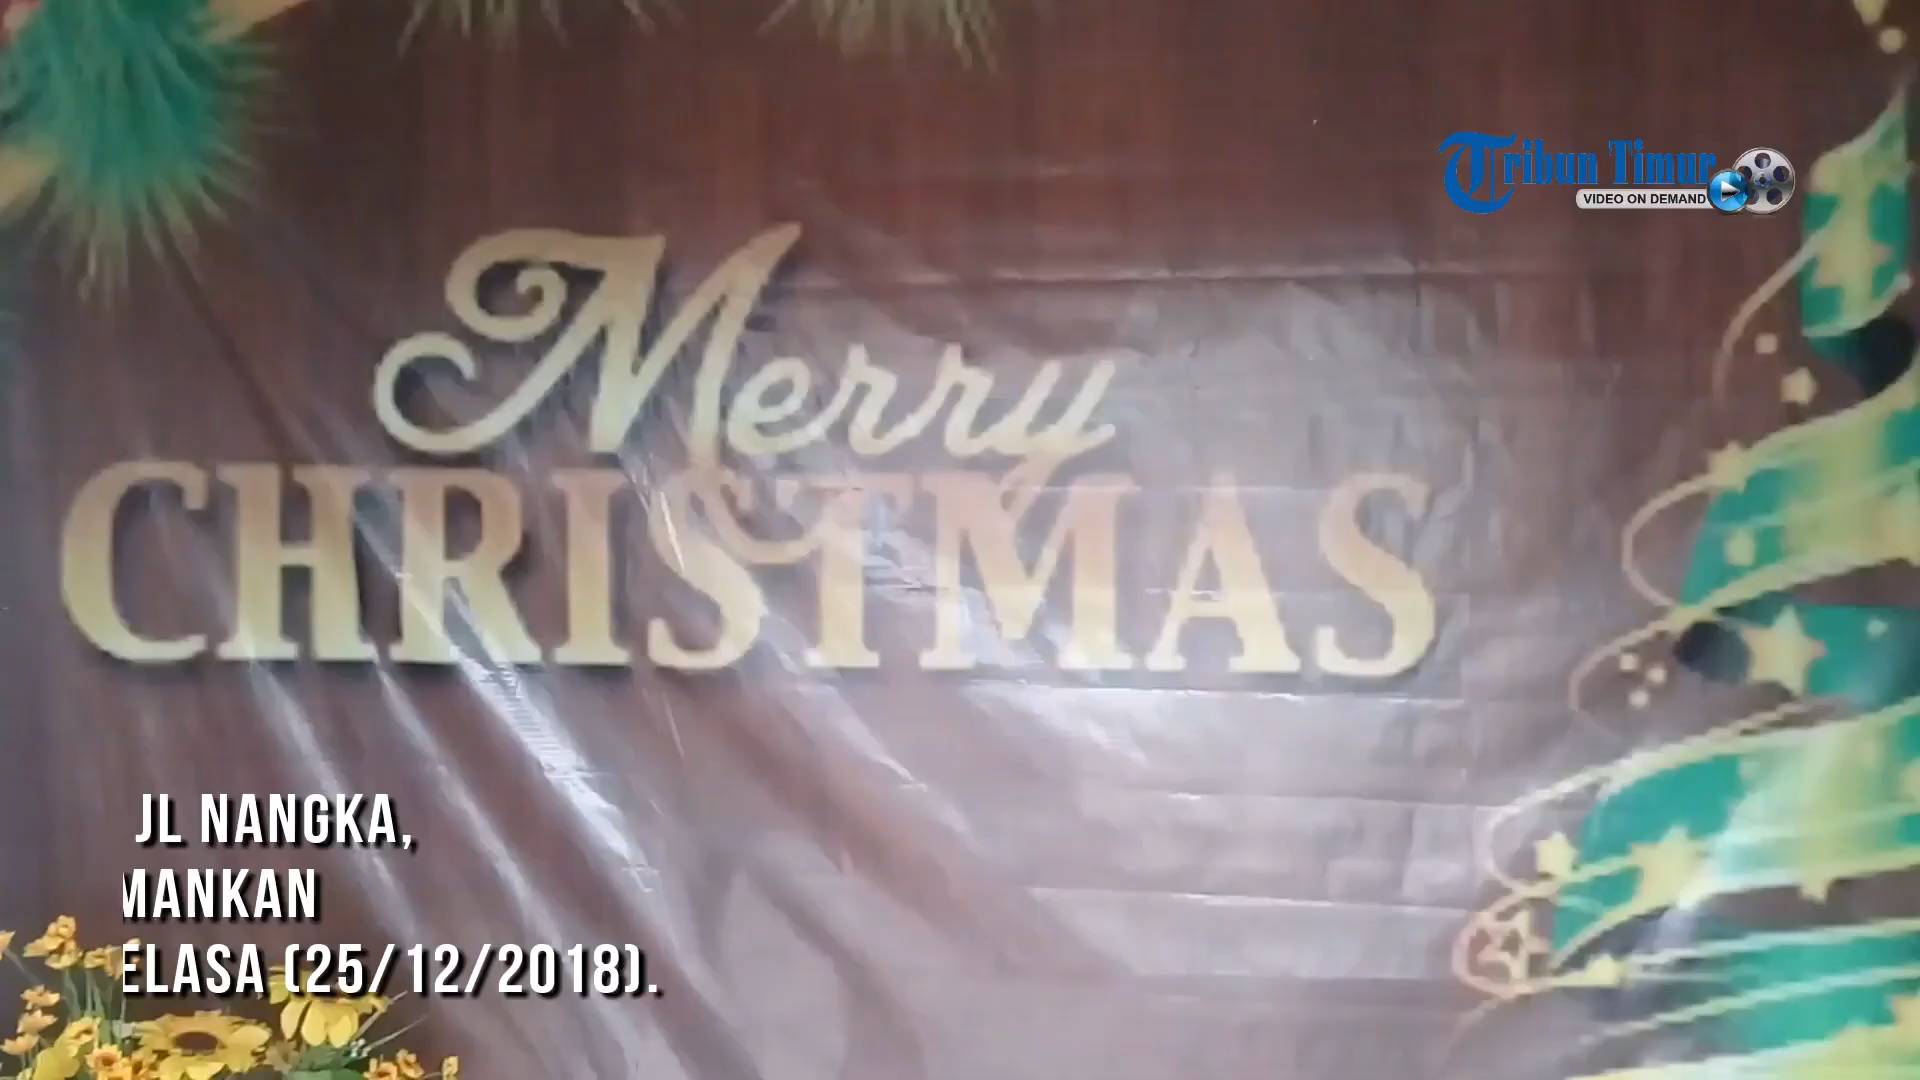 Tribun Timur
VIDEO ON DEMAND
Merry
CHRISTMAS
JL NANGKA,
MANKAN
ELASA (25/12/2018).